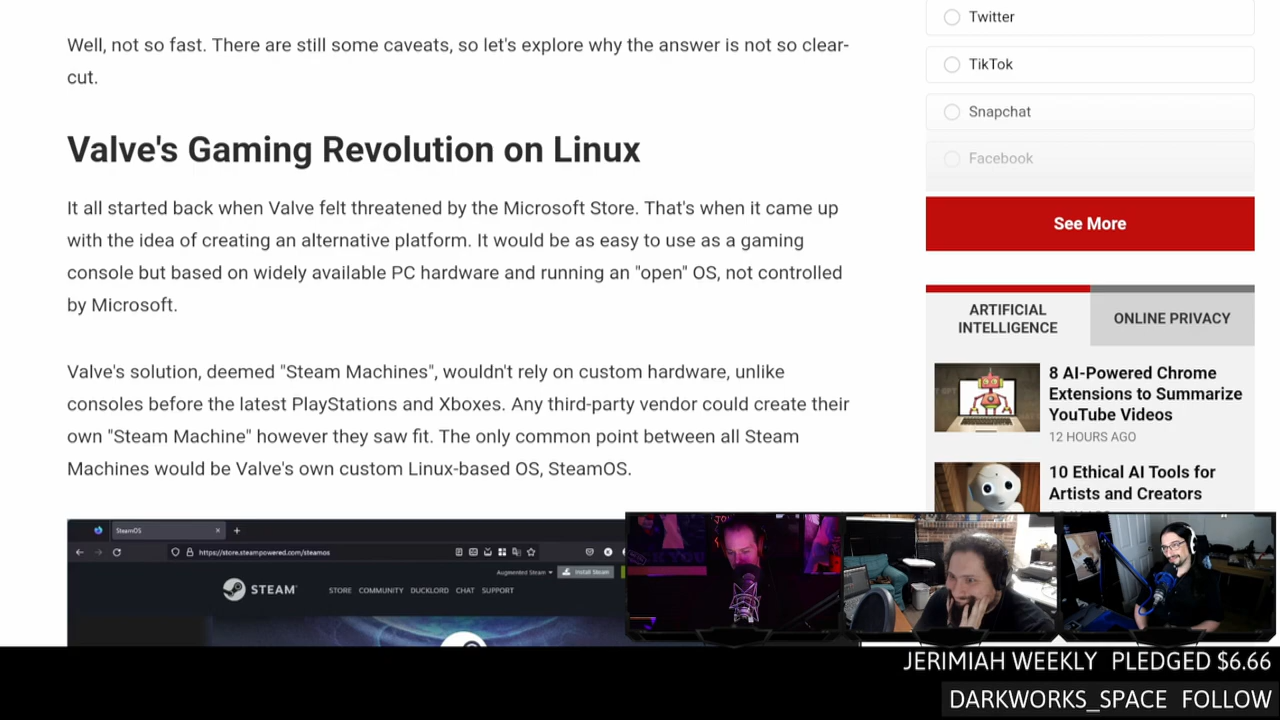 Well, not so fast. There are still some caveats, so let's explore why the answer is not so clear-
cut.
Valve's Gaming Revolution on Linux
It all started back when Valve felt threatened by the Microsoft Store. That's when it came up
with the idea of creating an alternative platform. It would be as easy to use as a gaming
console but based on widely available PC hardware and running an "open" OS, not controlled
by Microsoft.
Valve's solution, deemed "Steam Machines", wouldn't rely on custom hardware, unlike
consoles before the latest PlayStations and Xboxes. Any third-party vendor could create their
own "Steam Machine" however they saw fit. The only common point between all Steam
Machines would be Valve's own custom Linux-based OS, SteamOS.
SteamOS
https://store.steampowered.com/steamos
Augmented Steam
Install Steam
STEAM
STORE COMMUNITY DUCKLORD CHAT SUPPORT
Twitter
TikTok
Snapchat
Facebook
See More
ARTIFICIAL
INTELLIGENCE
ONLINE PRIVACY
8 AI-Powered Chrome
Extensions to Summarize
YouTube Videos
12 HOURS AGO
10 Ethical AI Tools for
Artists and Creators
JERIMIAH WEEKLY PLEDGED $6.66
DARKWORKS_SPACE FOLLOW